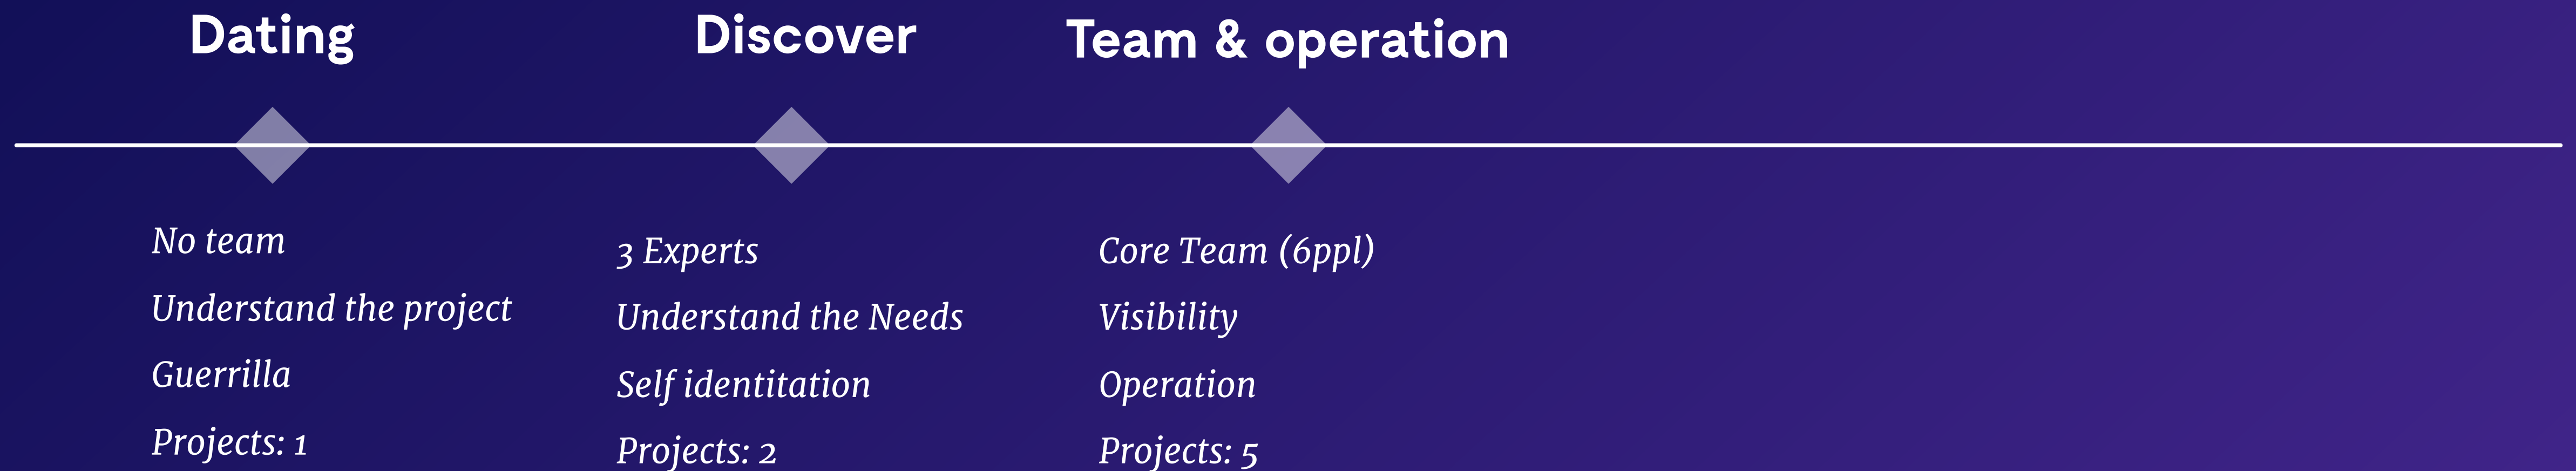 Dating
No team
Understand the project
Guerrilla
Projects: 1
Discover
3 Experts
Understand the Needs
Self identitation
Projects: 2
Team & operation
Core Team (6ppl)
Visibility
Operation
Projects: 5